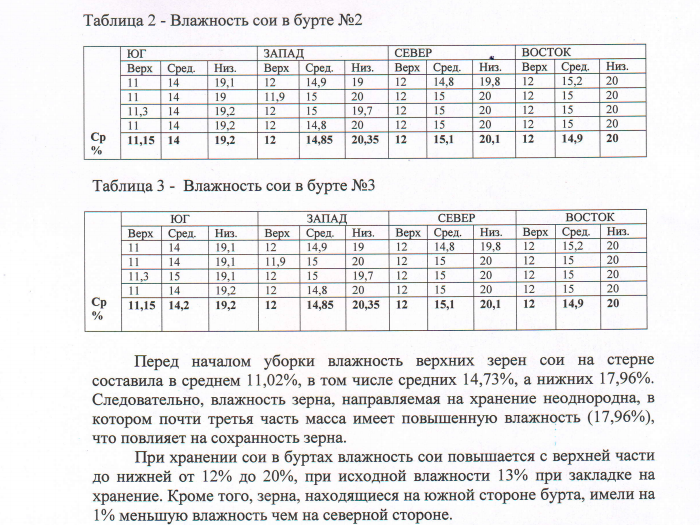 Таблица 2 - Влажность сои в бурте №2
ЮГ ЗАПАД СЕВЕР ВОСТОК
Верх Сред. Низ. Верх Сред. Низ. Верх Сред. Низ. Верх Сред. Низ.
11 14 19,1 12 14,9 19 12 14,8 19,8 12 15,2 20
11 14 19 11,9 15 20 12 15 20 12 15 20
11,3 14 19,2 12 15 19,7 12 15 20 12 15 20
11 14 19,2 12 14,8 20 12 15 20 12 15 20
Ср % 11,15 14 19,2 12 14,85 20,35 12 15,1 20,1 12 14,9 20
Таблица 3 - Влажность сои в бурте №3
ЮГ ЗАПАД СЕВЕР ВОСТОК
Верх Сред. Низ. Верх Сред. Низ. Верх Сред. Низ. Верх Сред. Низ.
11 14 19,1 12 14,9 19 12 14,8 19,8 12 15,2 20
11 14 19,1 11,9 15 20 12 15 20 12 15 20
11,3 15 19,1 12 15 19,7 12 15 20 12 15 20
11 14 19,2 12 14,8 20 12 15 20 12 15 20
Ср % 11,15 14,2 19,2 12 14,85 20,35 12 15,1 20,1 12 14,9 20
Перед началом уборки влажность верхних зерен сои на стерне
составила в среднем 11,02%, в том числе средних 14,73%, а нижних 17,96%.
Следовательно, влажность зерна, направляемая на хранение неоднородна, в
котором почти третья часть масса имеет повышенную влажность (17,96%),
что повлияет на сохранность зерна.
При хранении сои в буртах влажность сои повышается с верхней части
до нижней от 12% до 20%, при исходной влажности 13% при закладке на
хранение. Кроме того, зерна, находящиеся на южной стороне бурта, имели на
1% меньшую влажность чем на северной стороне.